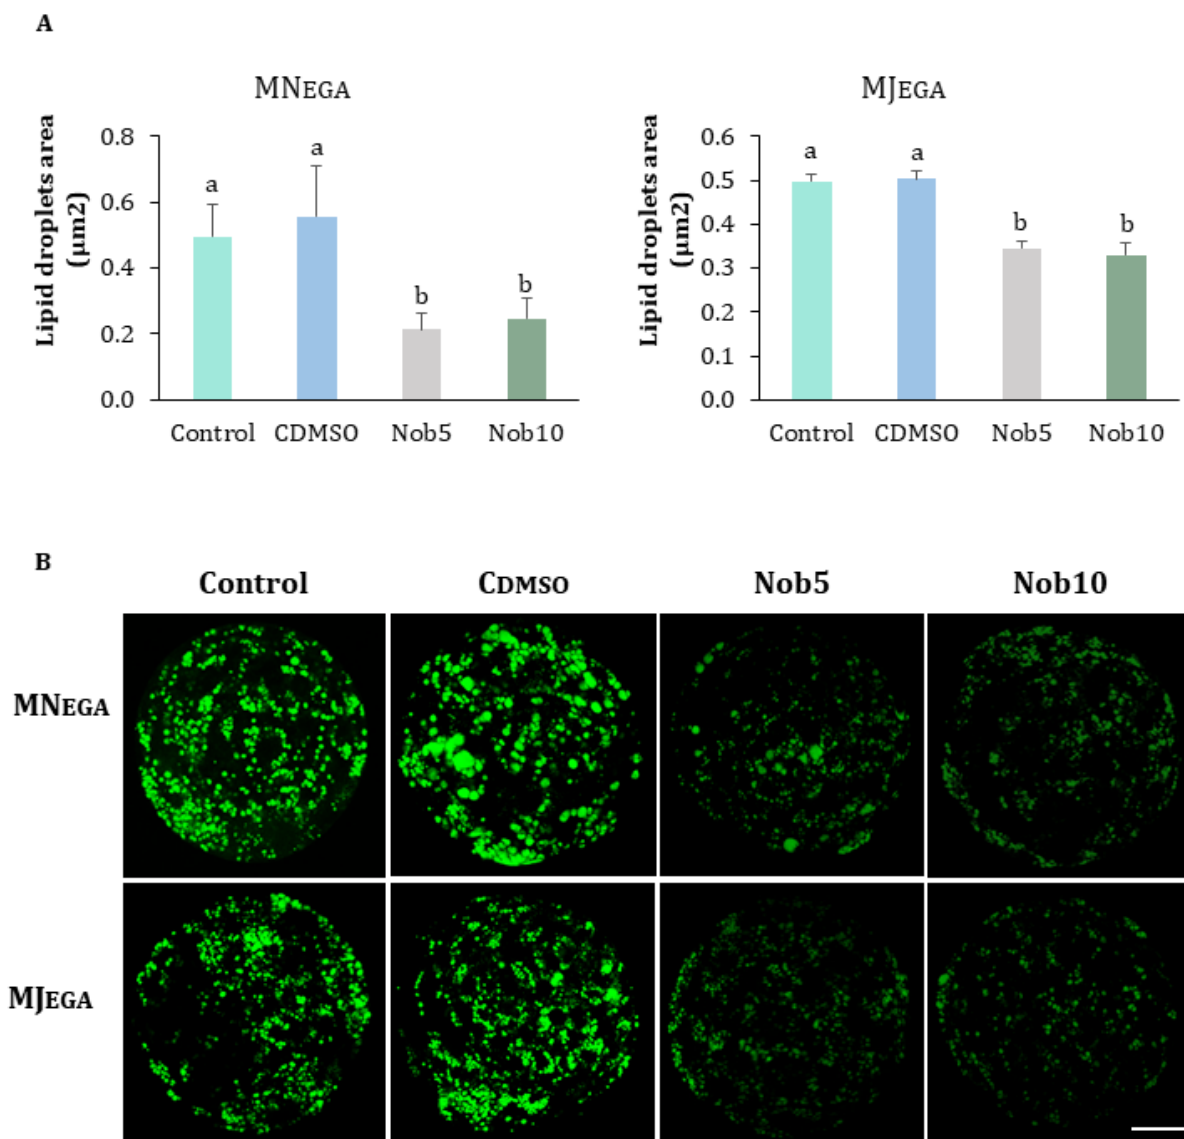 A
MNEGA
Lipid droplets area
(µm2)
0.8
0.6
0.4
0.2
0.0
a
a
b
b
Control CDMSO Nob5 Nob10
MJEGA
Lipid droplets area
(µm2)
0.6
0.5
0.4
0.3
0.2
0.1
0.0
a
a
b
b
Control CDMSO Nob5 Nob10
B
Control CDMSO Nob5 Nob10
MNEGA
MJEGA